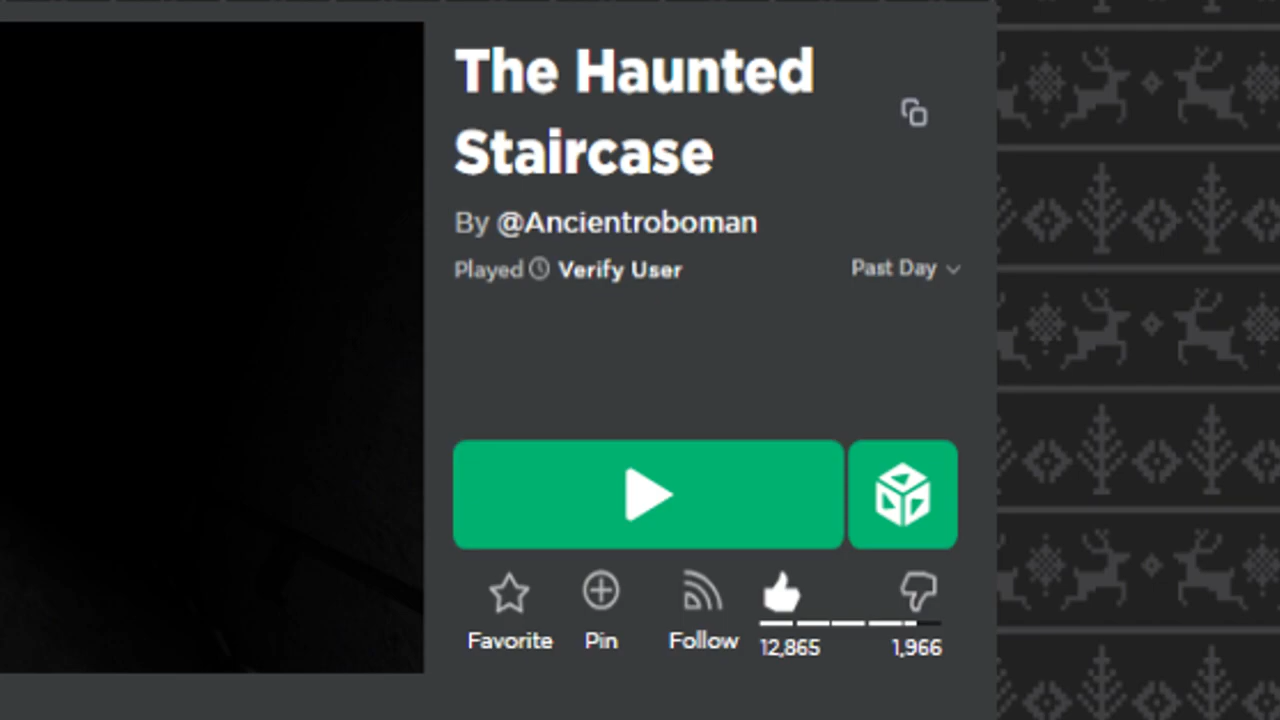 The Haunted
Staircase
By @Ancientroboman
Played Verify User Past Day
Favorite Pin Follow 12,865 1,966